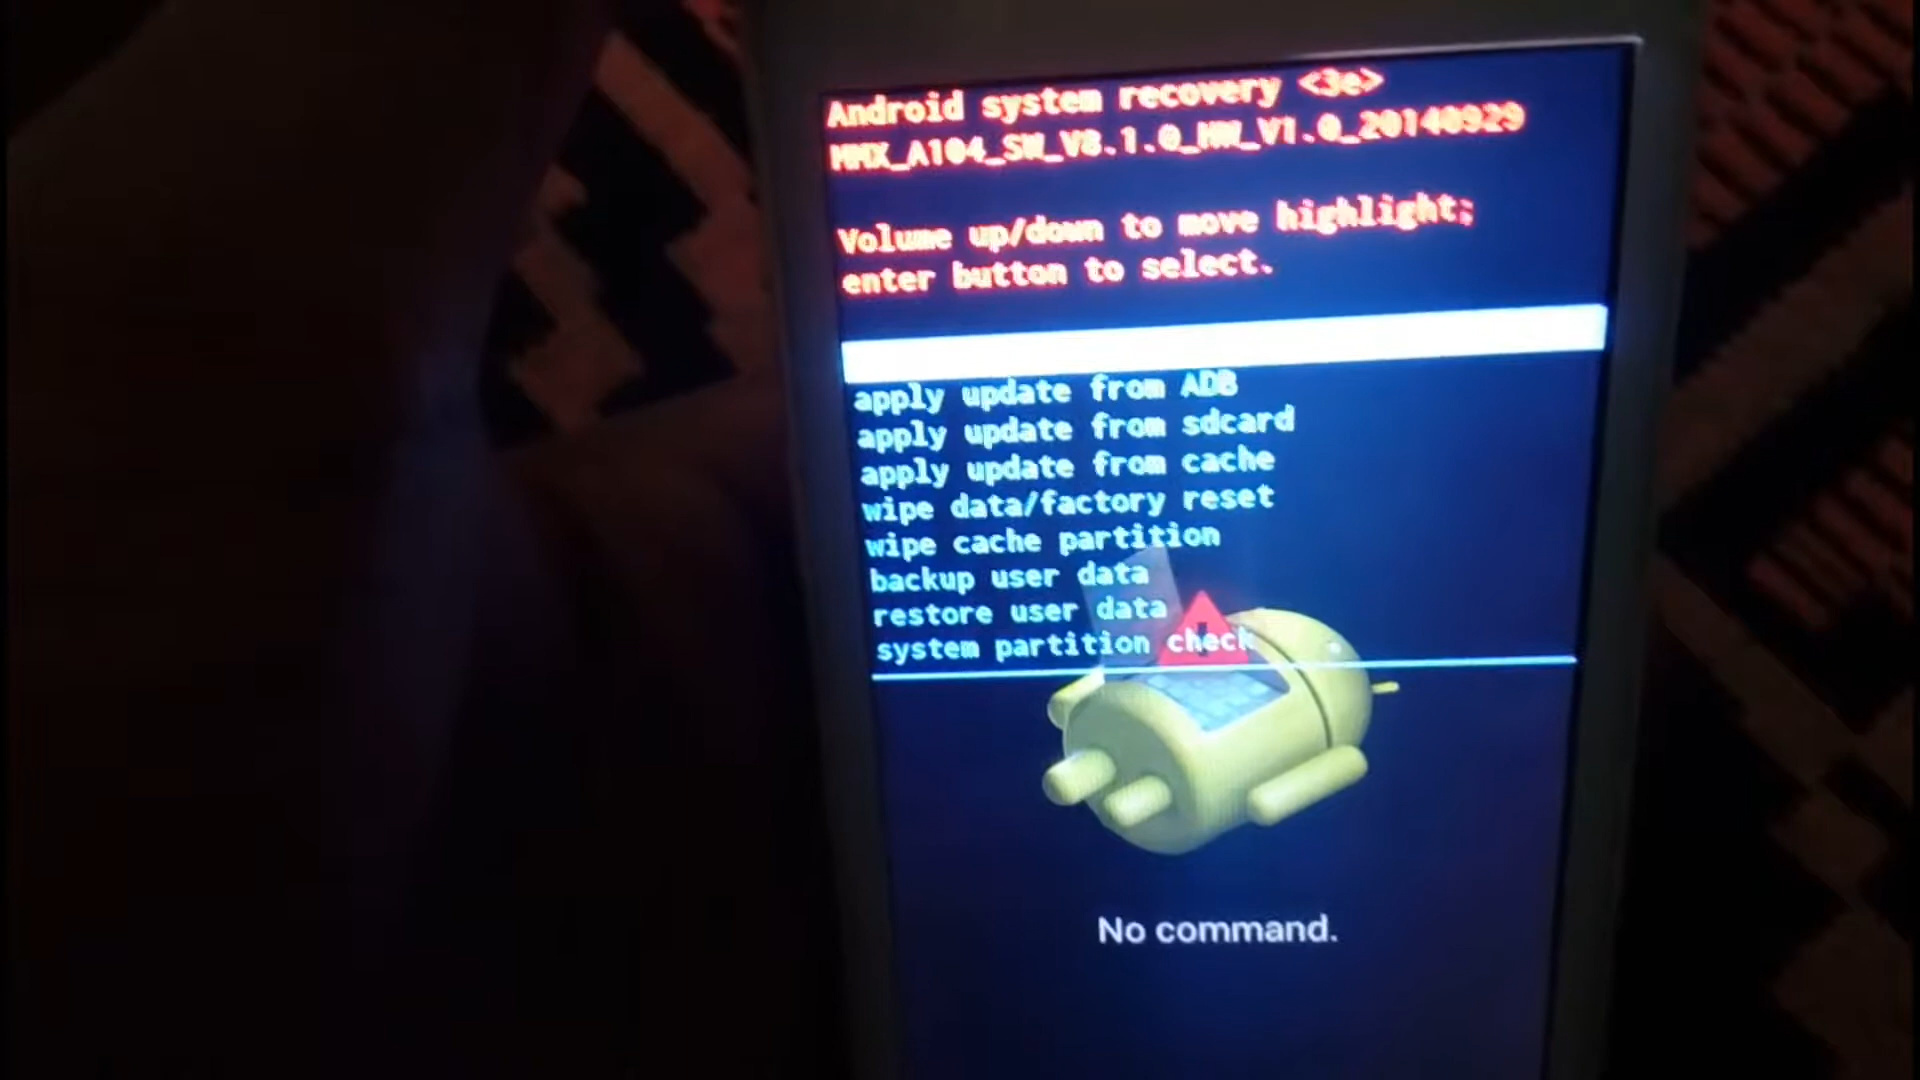 Android system recovery <3e>
MMX_A104_SW_V8.1.0_HW_V1.0_20140929
Volume up/down to move highlight;
enter button to select.
apply update from ADB
apply update from sdcard
apply update from cache
wipe data/factory reset
wipe cache partition
backup user data
restore user data
system partition check
No command.